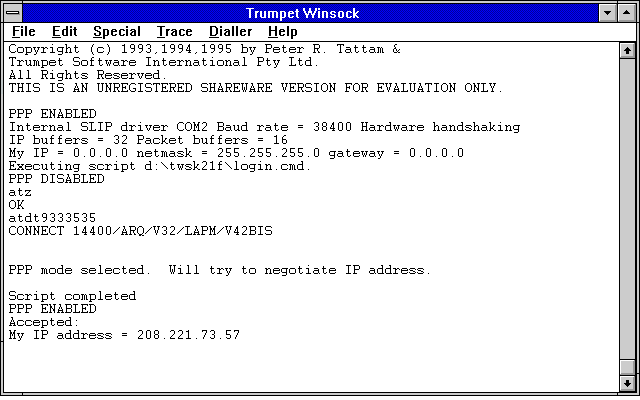 Trumpet Winsock
File Edit Special Trace Dialler Help
Copyright (c) 1993,1994,1995 by Peter R. Tattam &
Trumpet Software International Pty Ltd.
All Rights Reserved.
THIS IS AN UNREGISTERED SHAREWARE VERSION FOR EVALUATION ONLY.
PPP ENABLED
Internal SLIP driver COM2 Baud rate = 38400 Hardware handshaking
IP buffers = 32 Packet buffers = 16
My IP = 0.0.0.0 netmask = 255.255.255.0 gateway = 0.0.0.0
Executing script d:\twsk21f\login.cmd.
PPP DISABLED
atz
OK
atdt9333535
CONNECT 14400/ARQ/V32/LAPM/V42BIS
PPP mode selected.  Will try to negotiate IP address.
Script completed
PPP ENABLED
Accepted:
My IP address = 208.221.73.57